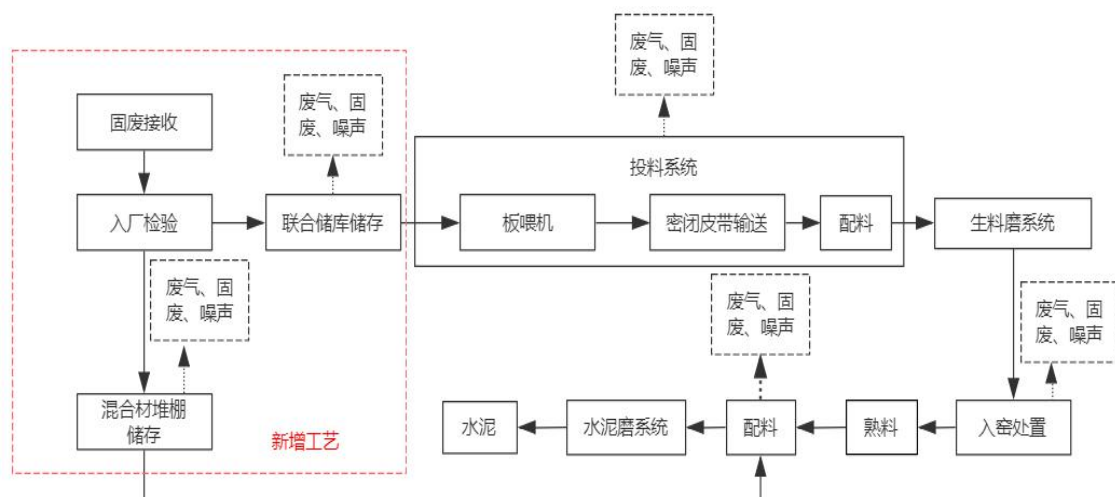 废气、固
废、噪声
废气、固
废、噪声
固废接收
投料系统
入厂检验
联合储库储存
板喂机
密闭皮带输送
配料
生料磨系统
废气、固
废、噪声
废气、固
废、噪声
废气、固
废、噪声
混合材堆棚
储存
新增工艺
水泥
水泥磨系统
配料
熟料
入窑处置